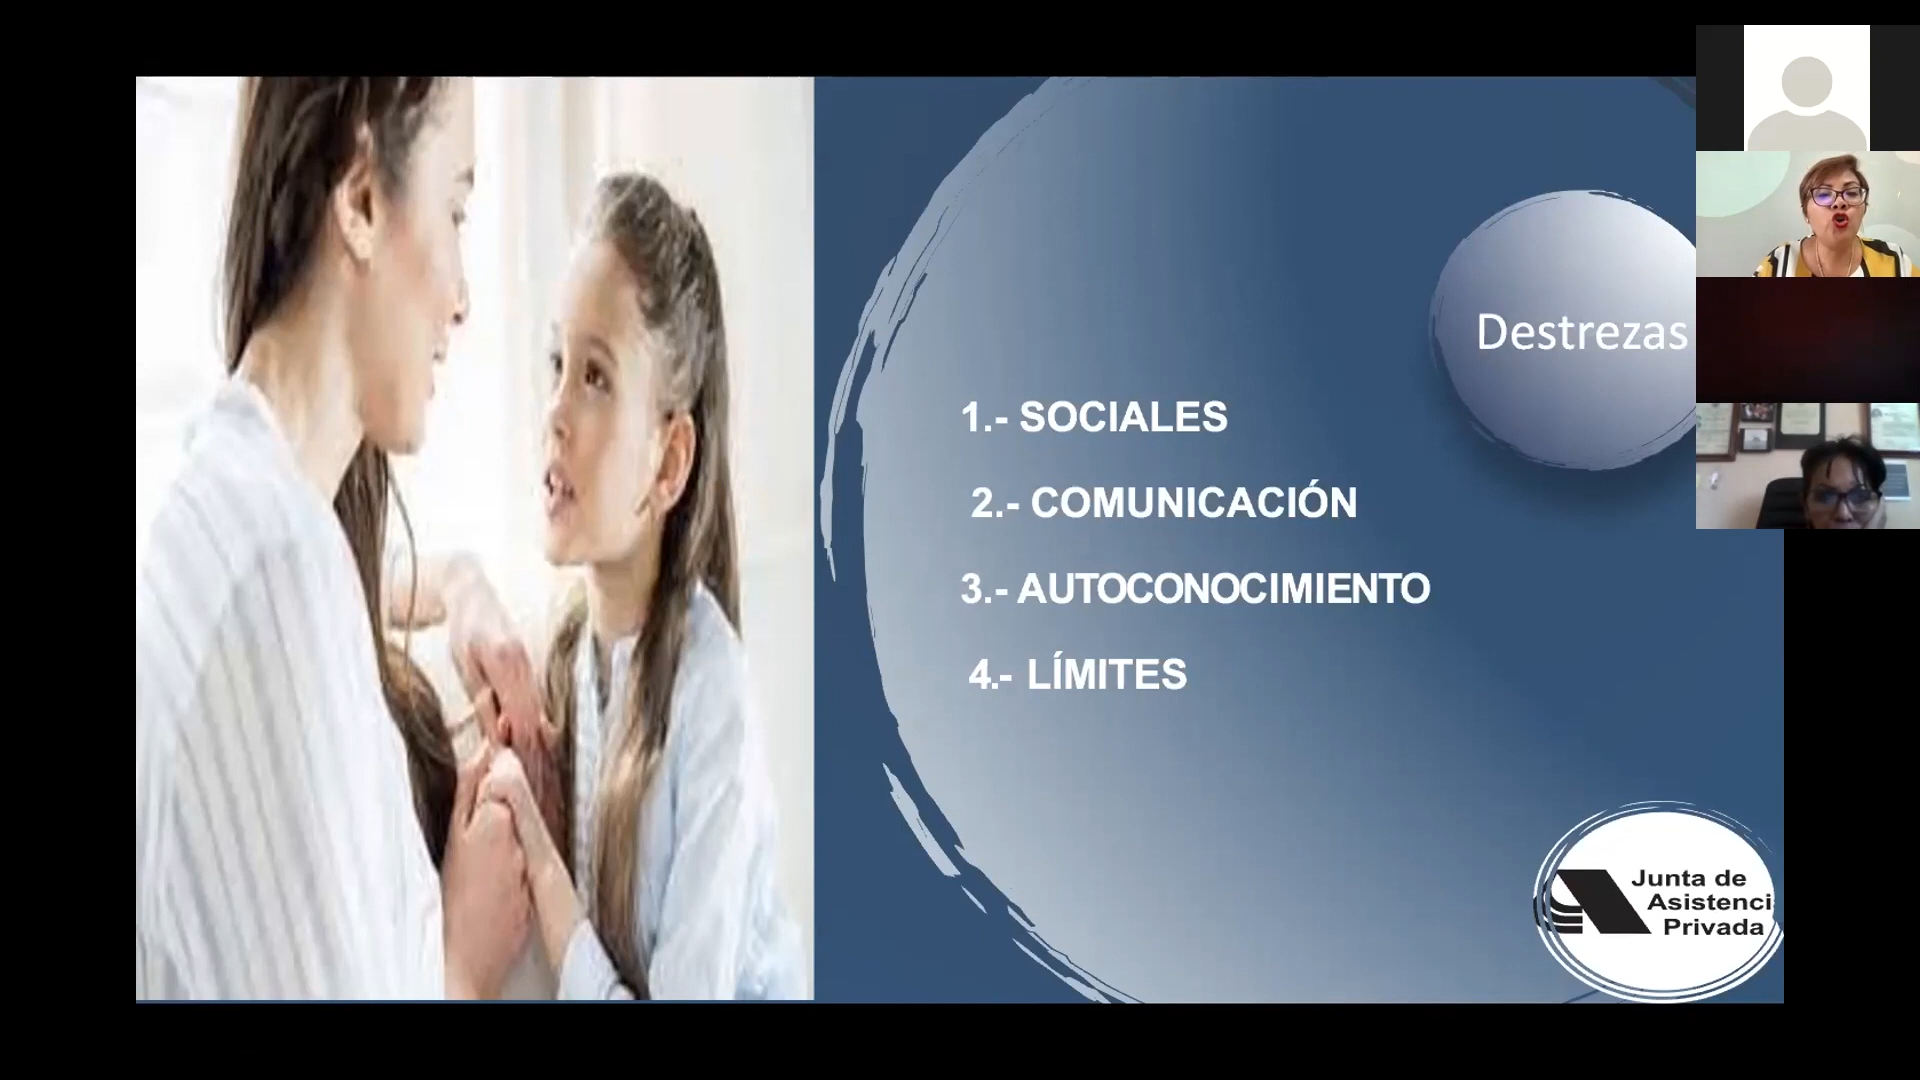 Destrezas
1.- SOCIALES
2.- COMUNICACIÓN
3.- AUTOCONOCIMIENTO
4.- LÍMITES
Junta de
Asistenci
Privada